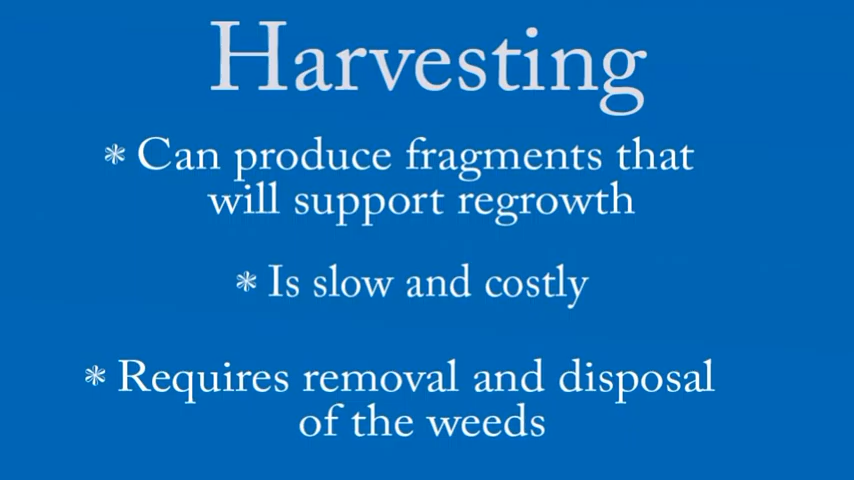 Harvesting
* Can produce fragments that
will support regrowth
* Is slow and costly
* Requires removal and disposal
of the weeds